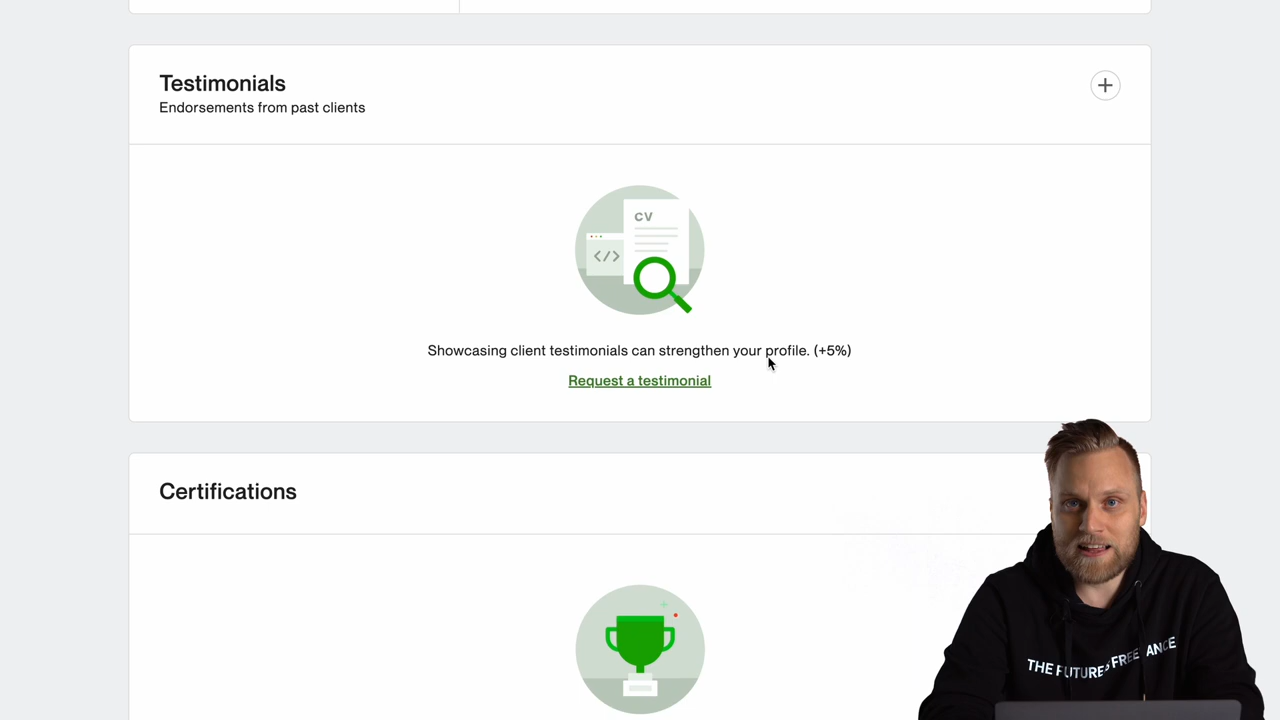 Testimonials
Endorsements from past clients
CV
</>
Showcasing client testimonials can strengthen your profile. (+5%)
Request a testimonial
Certifications
THE FUTURE'S FREELANCE